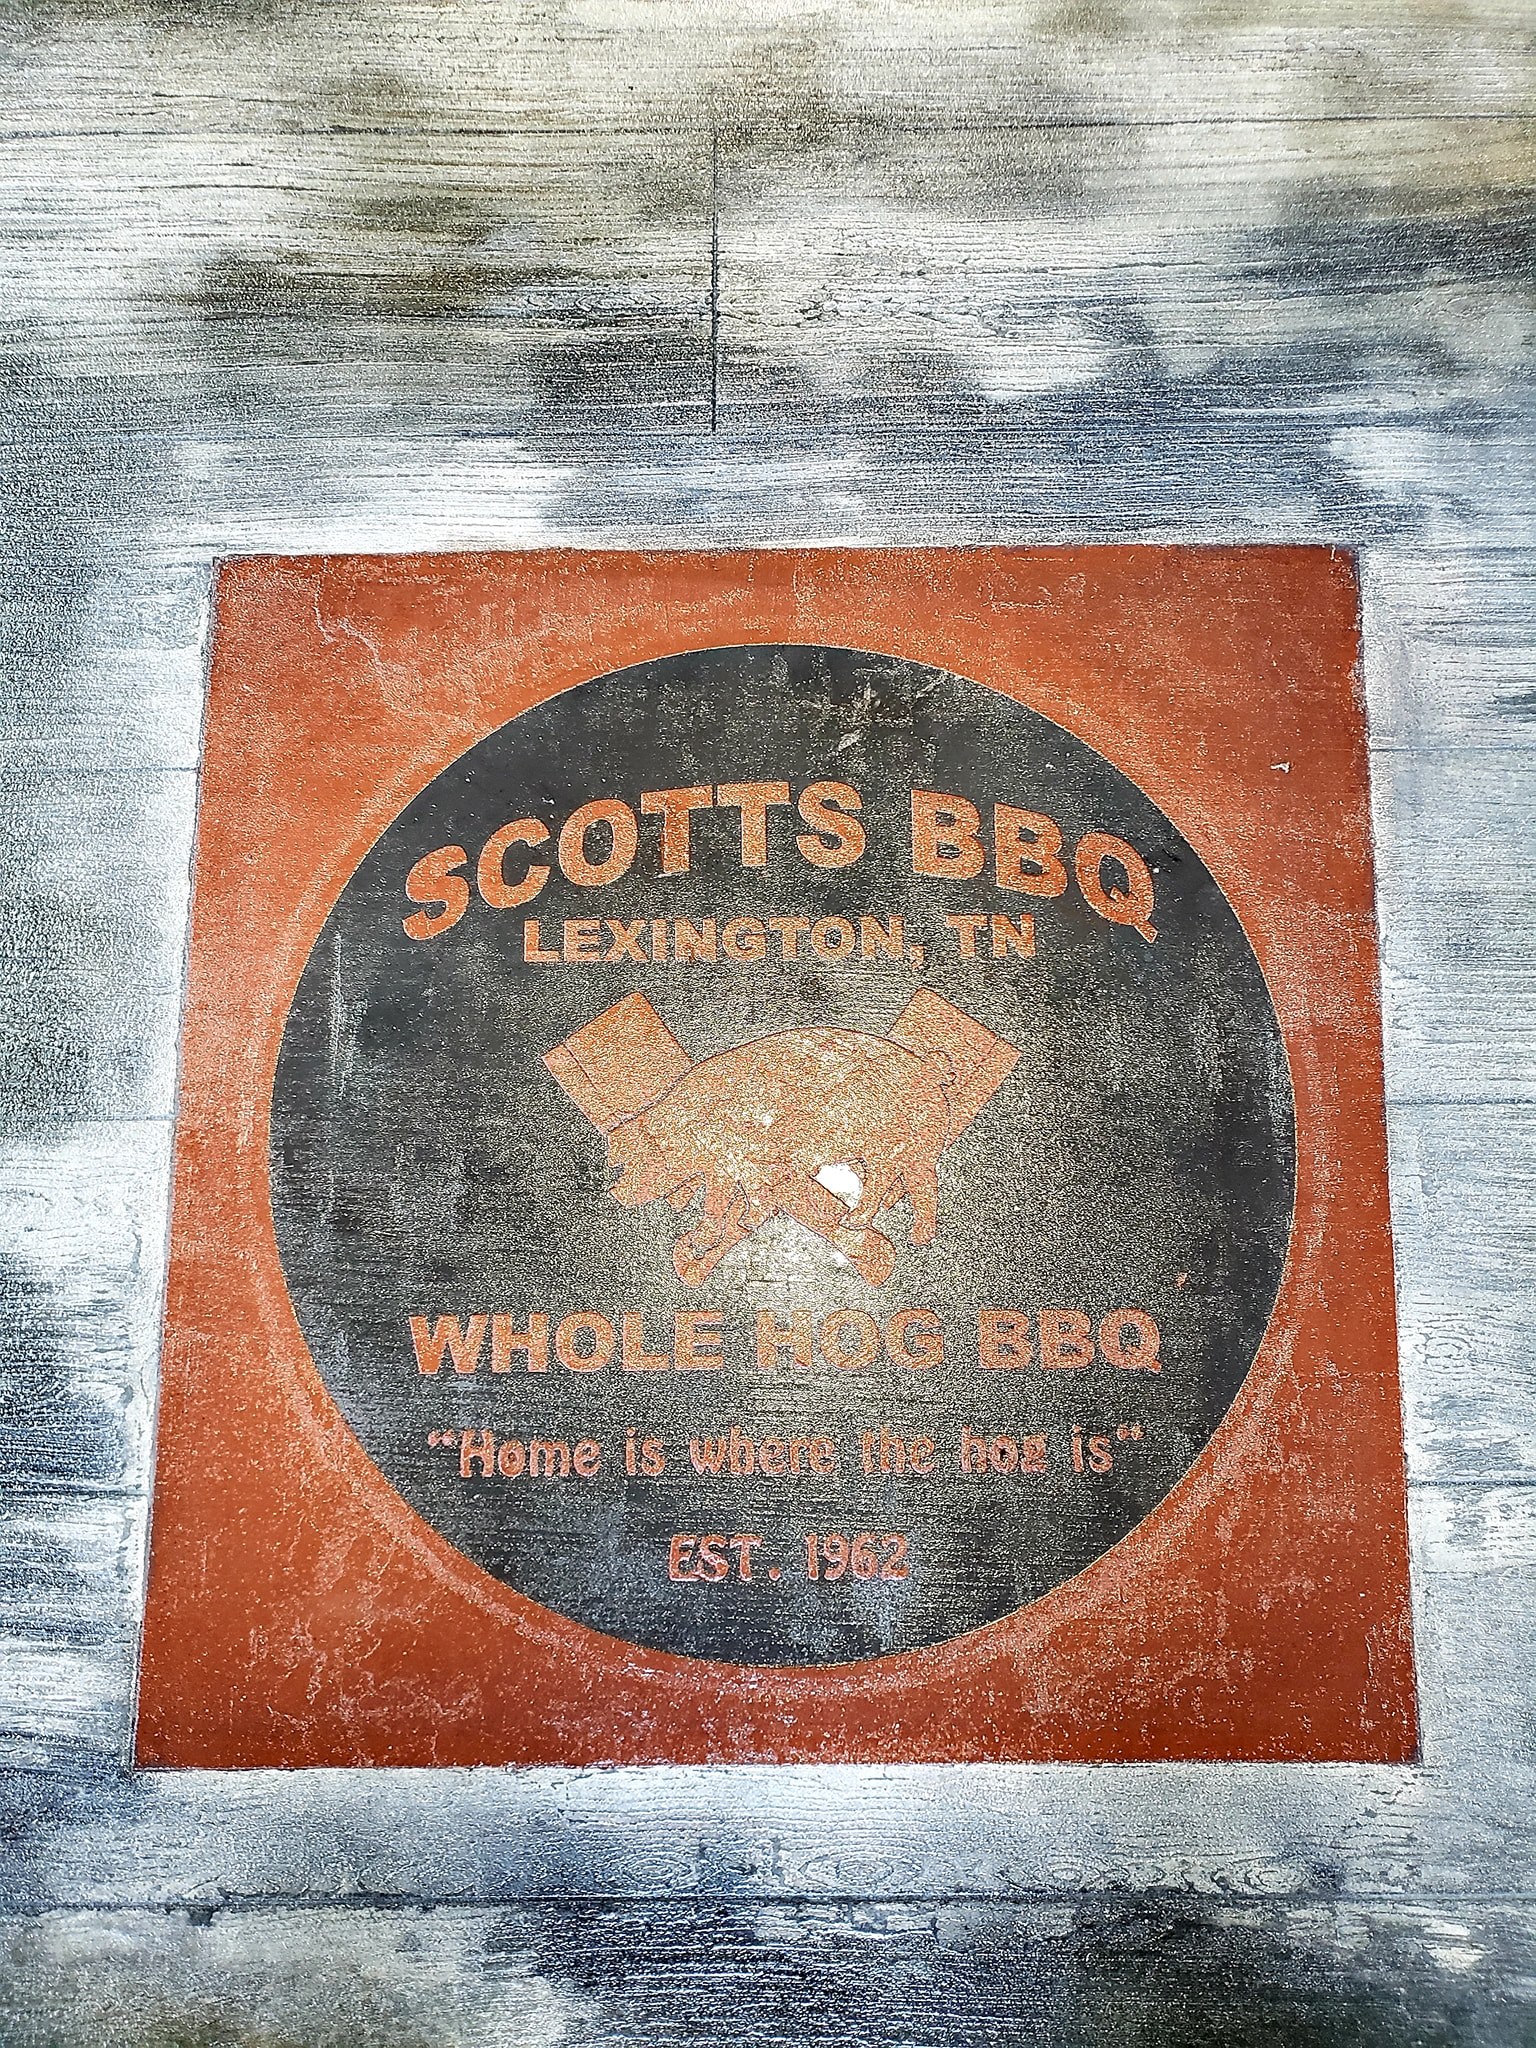 SCOTTS BBQ
LEXINGTON, TN
WHOLE HOG BBQ
“Home is where the hog is“
EST. 1962